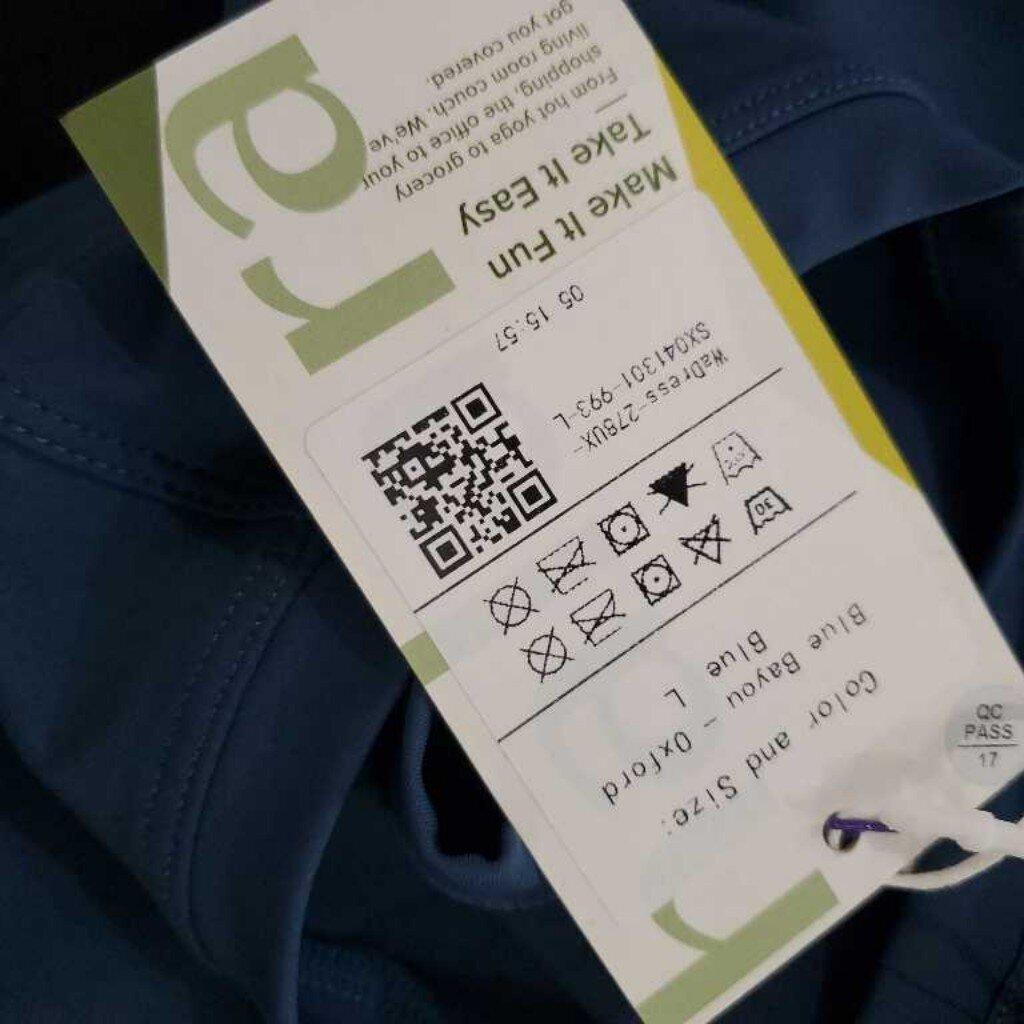 Color and Size:
Blue Bayou - Oxford
Blue L
30
WaDress-278UX-
SX041301-993-L
05 15:57
Make It Fun
Take It Easy
From hot yoga to grocery
shopping, the office to your
living room couch. We've
got you covered.
QC
PASS
17